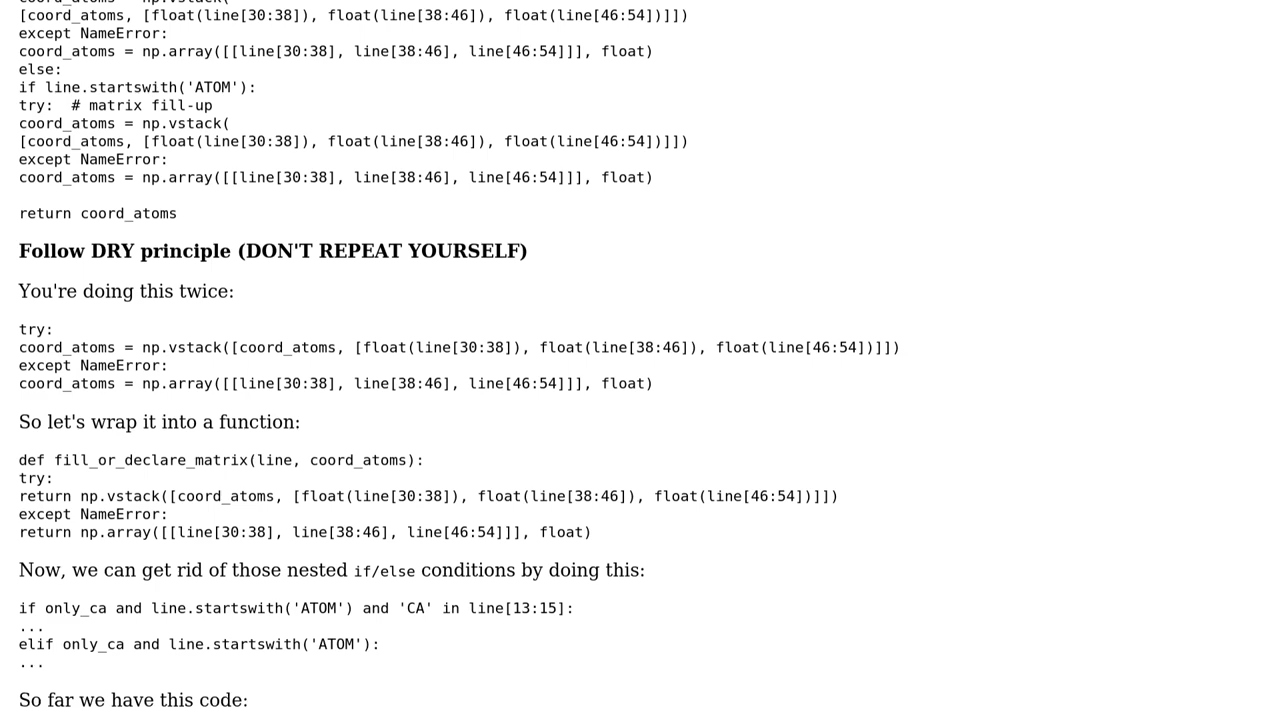 coord_atoms = np.vstack(
[coord_atoms, [float(line[30:38]), float(line[38:46]), float(line[46:54])]])
except NameError:
coord_atoms = np.array([[line[30:38], line[38:46], line[46:54]]], float)
else:
if line.startswith('ATOM'):
try:  # matrix fill-up
coord_atoms = np.vstack(
[coord_atoms, [float(line[30:38]), float(line[38:46]), float(line[46:54])]])
except NameError:
coord_atoms = np.array([[line[30:38], line[38:46], line[46:54]]], float)
return coord_atoms
Follow DRY principle (DON'T REPEAT YOURSELF)
You're doing this twice:
try:
coord_atoms = np.vstack([coord_atoms, [float(line[30:38]), float(line[38:46]), float(line[46:54])]])
except NameError:
coord_atoms = np.array([[line[30:38], line[38:46], line[46:54]]], float)
So let's wrap it into a function:
def fill_or_declare_matrix(line, coord_atoms):
try:
return np.vstack([coord_atoms, [float(line[30:38]), float(line[38:46]), float(line[46:54])]])
except NameError:
return np.array([[line[30:38], line[38:46], line[46:54]]], float)
Now, we can get rid of those nested if/else conditions by doing this:
if only_ca and line.startswith('ATOM') and 'CA' in line[13:15]:
...
elif only_ca and line.startswith('ATOM'):
...
So far we have this code: